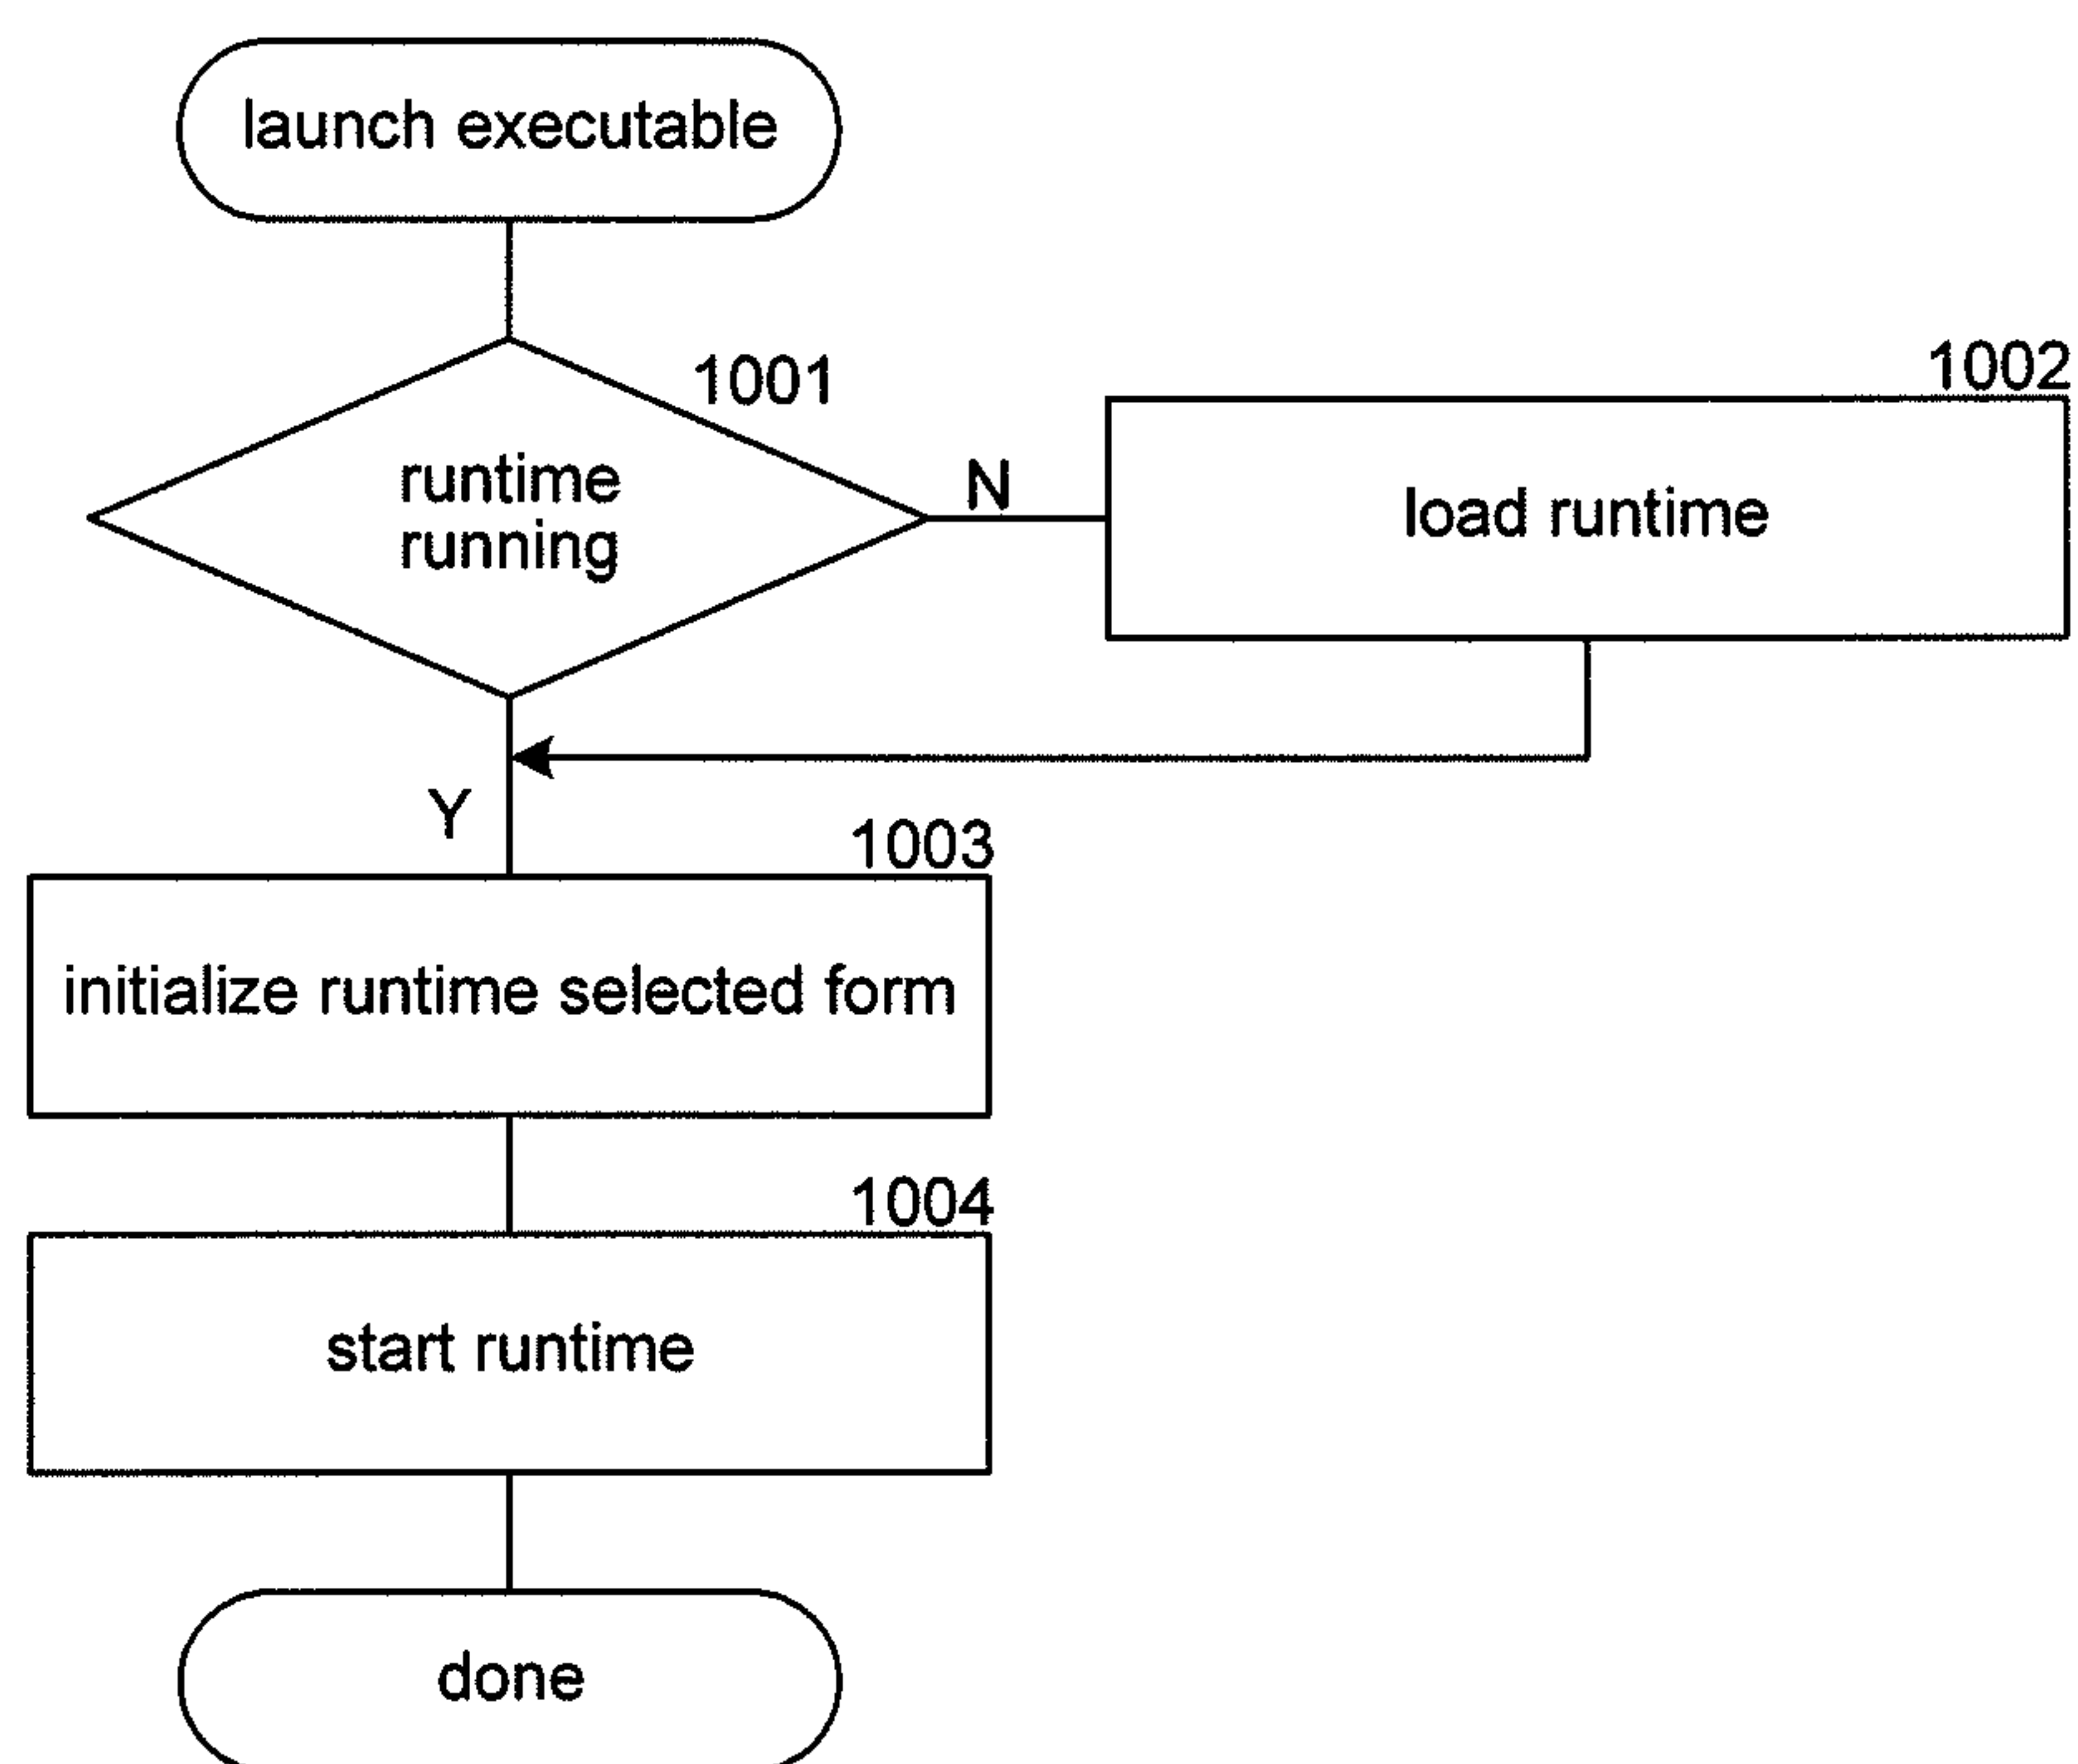 launch executable
1001
runtime
running
N
1002
load runtime
Y
1003
initialize runtime selected form
1004
start runtime
done